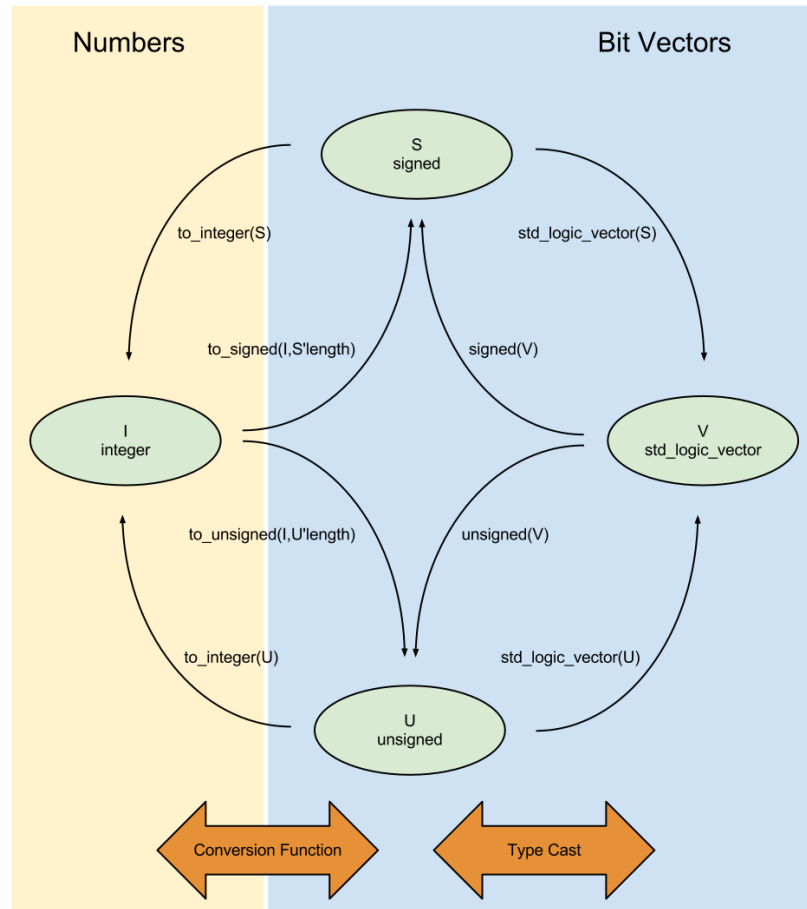 Numbers
Bit Vectors
S
signed
to_integer(S)
std_logic_vector(S)
to_signed(I,S'length)
signed(V)
I
integer
V
std_logic_vector
to_unsigned(I,U'length)
unsigned(V)
to_integer(U)
std_logic_vector(U)
U
unsigned
Conversion Function
Type Cast